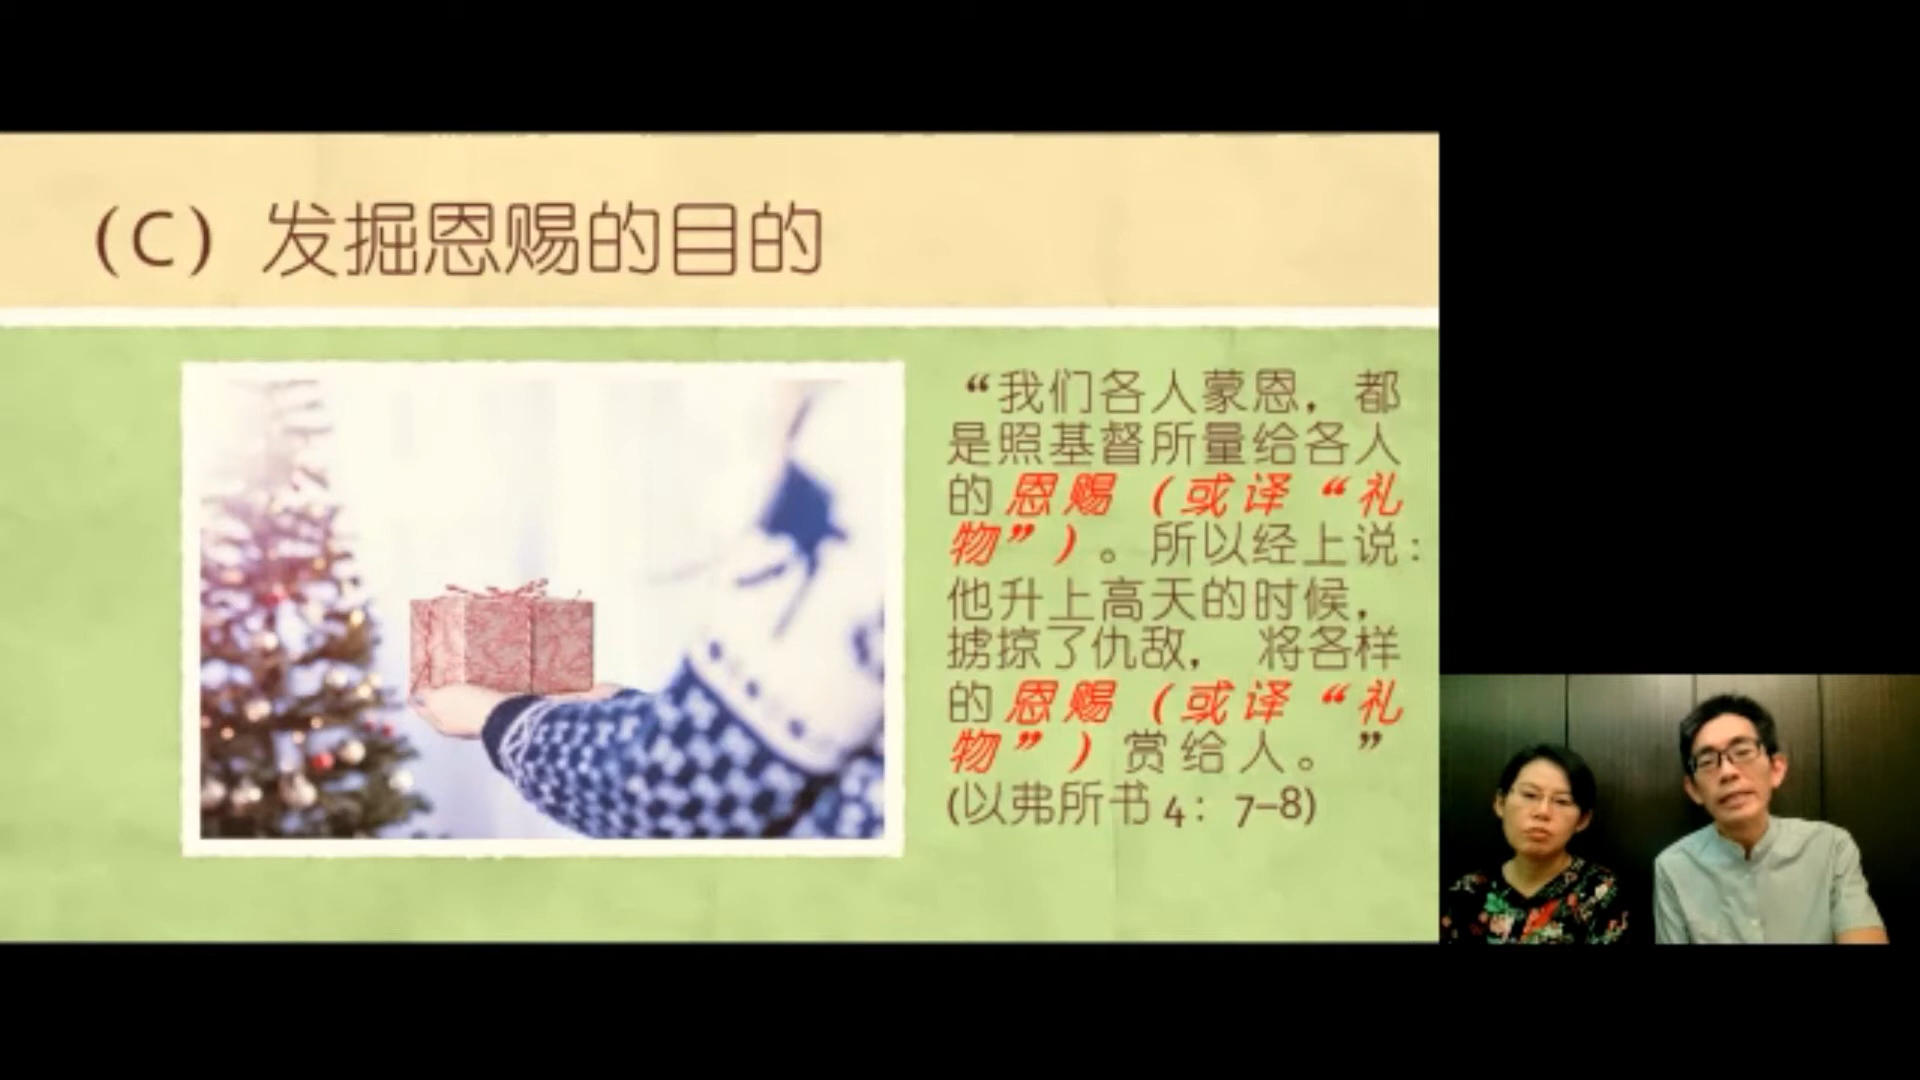 (C) 发掘恩赐的目的
“我们各人蒙恩，都
是照基督所量给各人
的恩赐（或译“礼
物”）。所以经上说：
他升上高天的时候，
掳掠了仇敌， 将各样
的恩赐（或译“礼
物”）赏给人。”
(以弗所书 4：7-8)